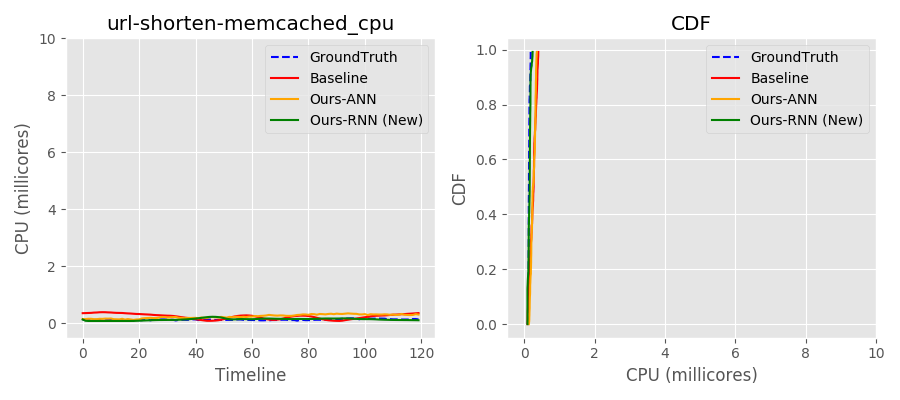 url-shorten-memcached_cpu
CPU (millicores)
10
8
6
4
2
0
0 20 40 60 80 100 120
Timeline
GroundTruth
Baseline
Ours-ANN
Ours-RNN (New)
CDF
CDF
1.0
0.8
0.6
0.4
0.2
0.0
0 2 4 6 8 10
CPU (millicores)
GroundTruth
Baseline
Ours-ANN
Ours-RNN (New)